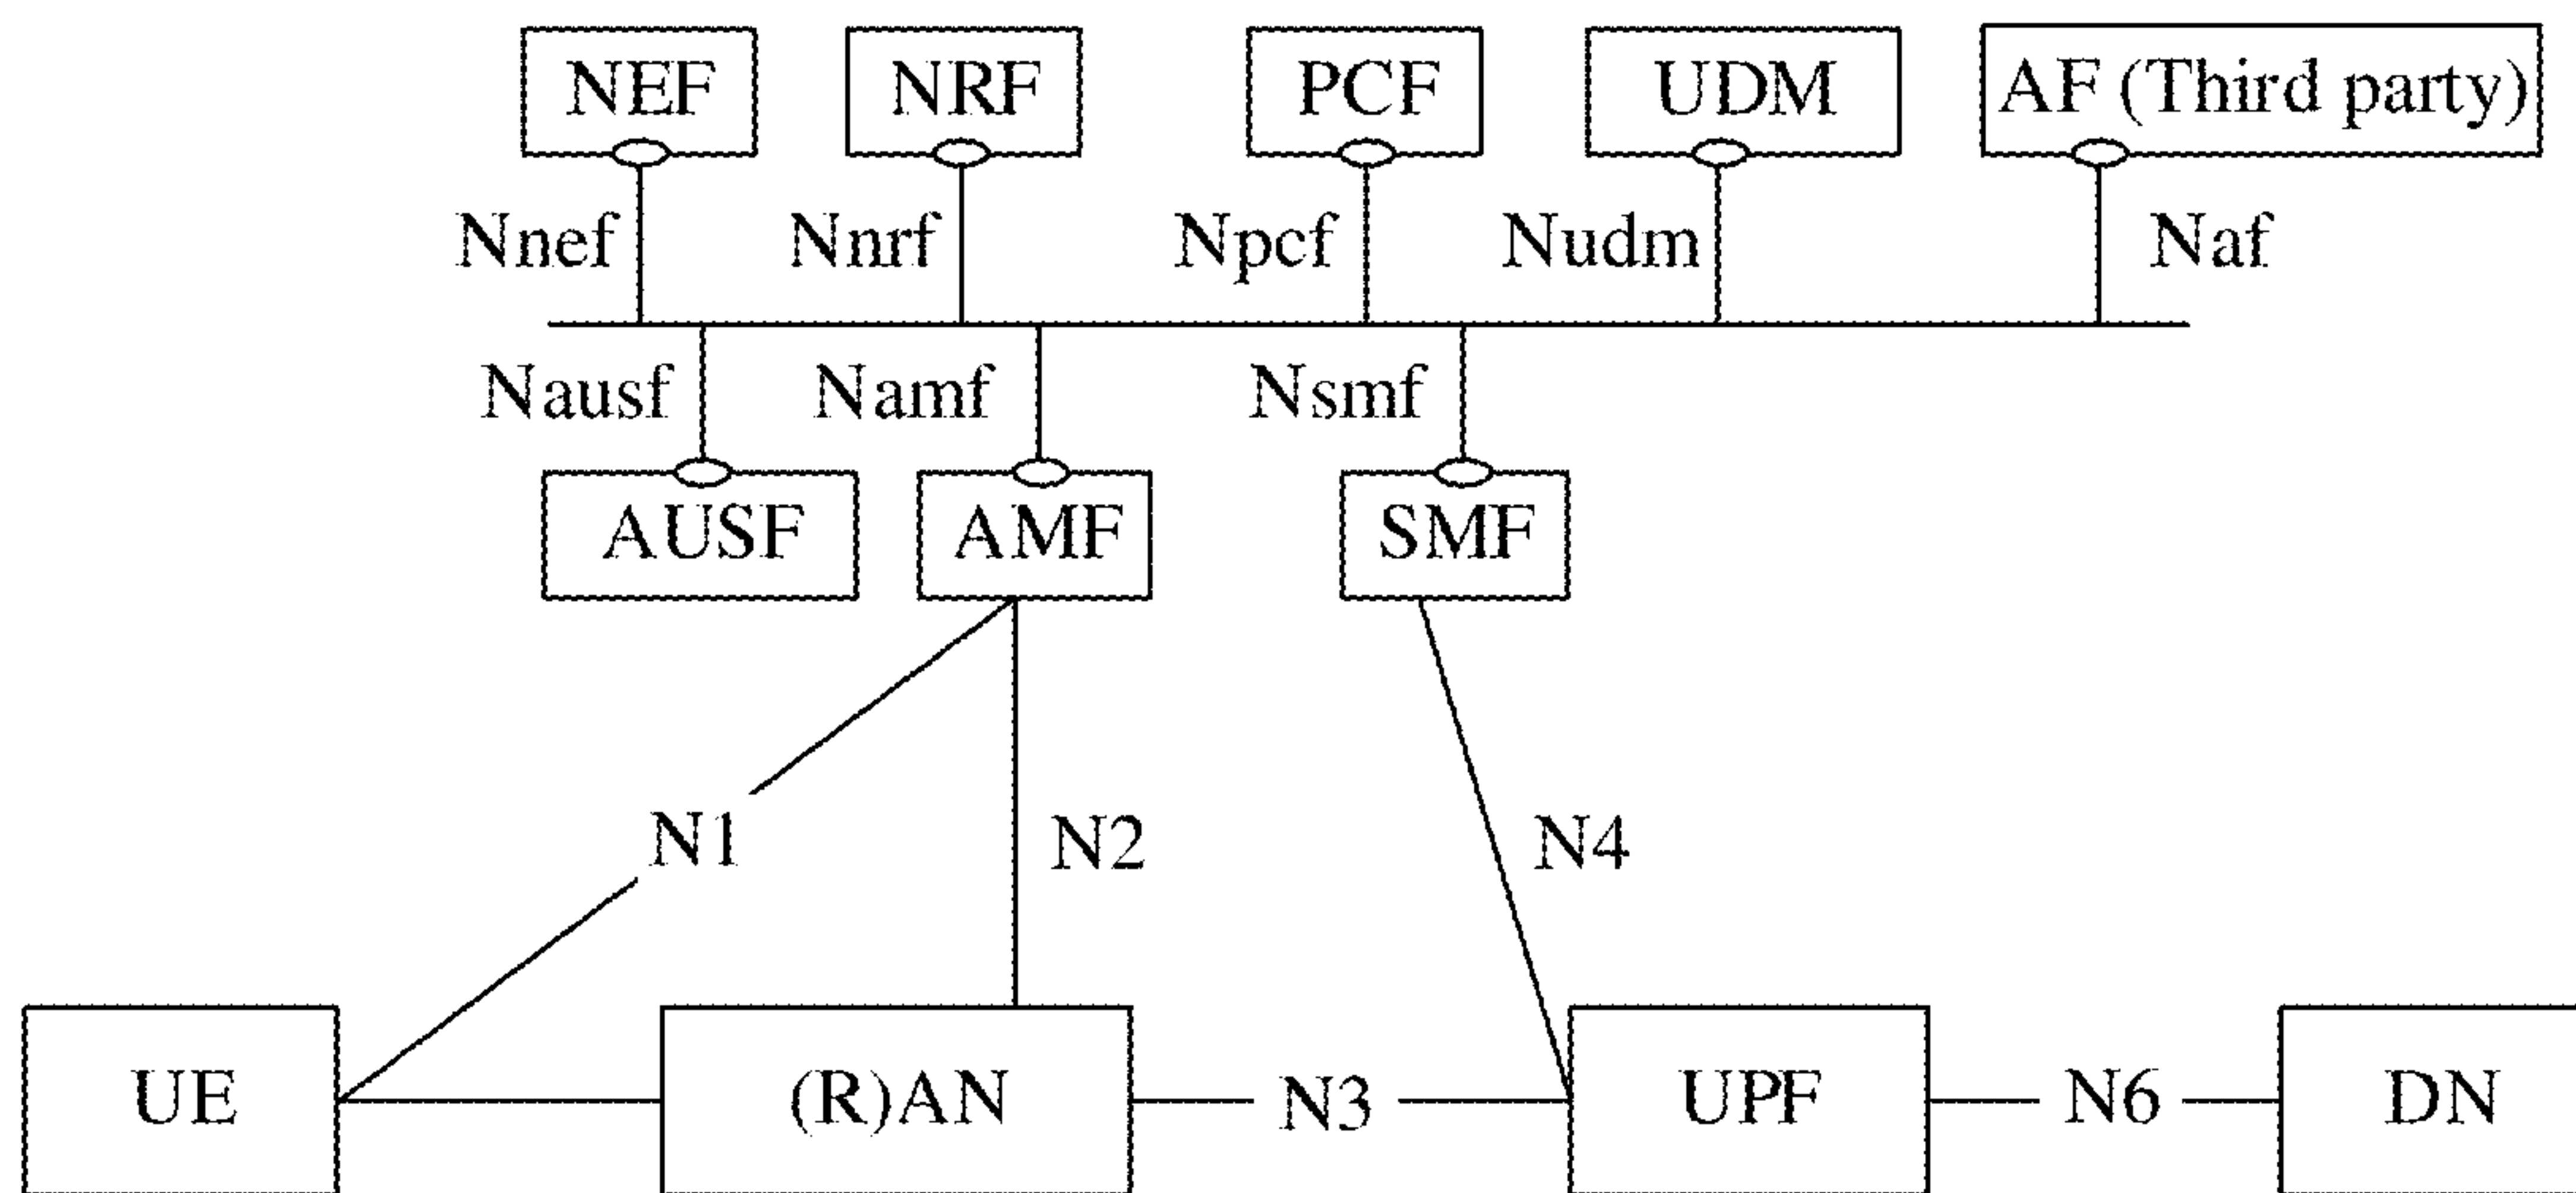 NEF NRF PCF UDM AF (Third party)
Nnef Nnrf Npcf Nudm Naf
Nausf Namf Nsmf
AUSF AMF SMF
N1 N2 N4
UE (R)AN N3 UPF N6 DN